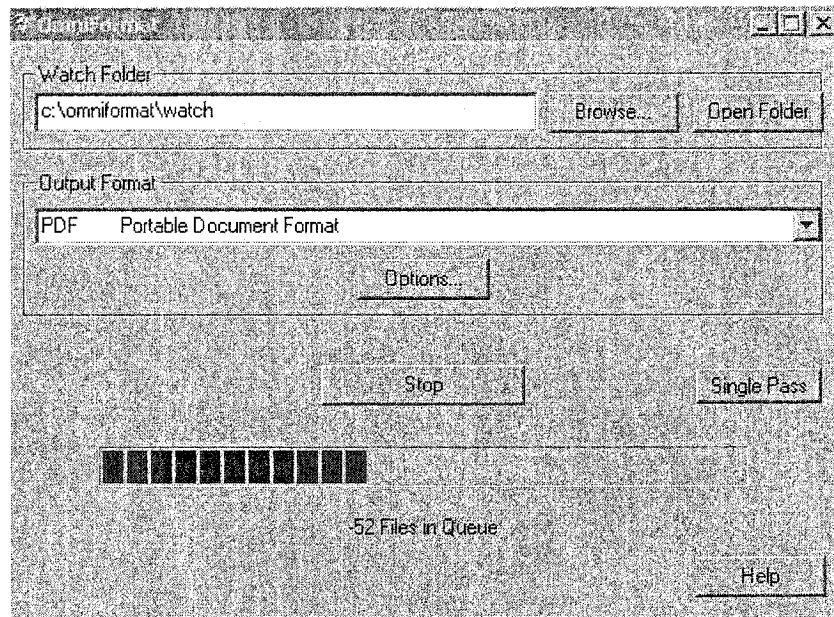 OmniFormat
Watch Folder
c:\omniformat\watch
Browse...
Open Folder
Output Format
PDF Portable Document Format
Options...
Stop
Single Pass
-52 Files in Queue
Help